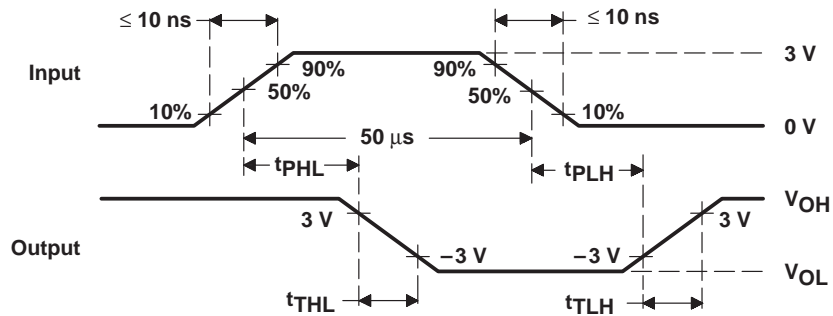 ≤ 10 ns ≤ 10 ns
3 V
Input 90% 90%
50% 50%
10% 10%
0 V
50 μs
tPHL tPLH
VOH
3 V 3 V
Output
−3 V −3 V
VOL
tTHL tTLH